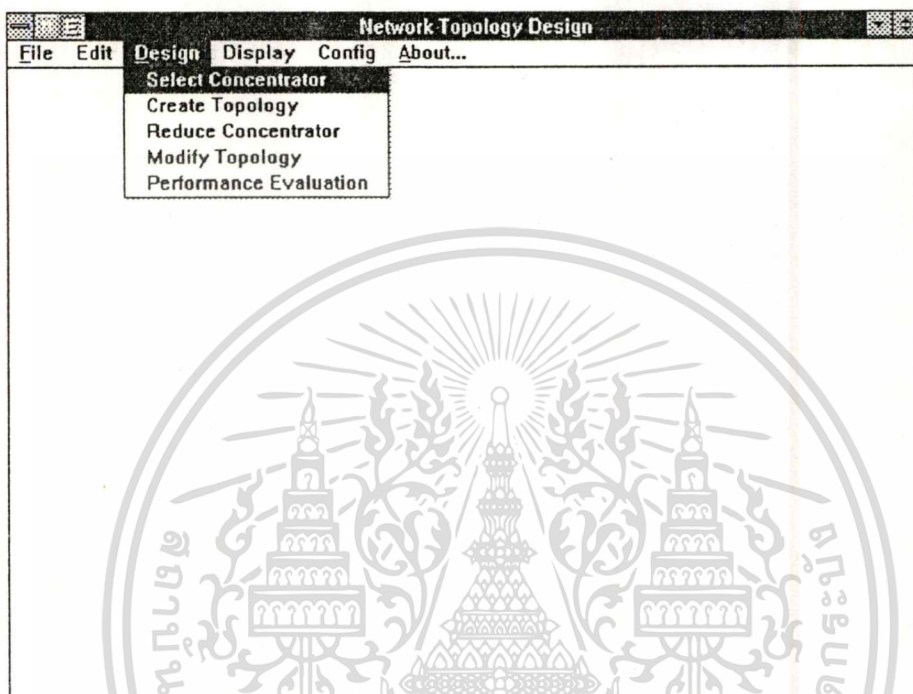 Network Topology Design
File Edit Design Display Config About...
Select Concentrator
Create Topology
Reduce Concentrator
Modify Topology
Performance Evaluation